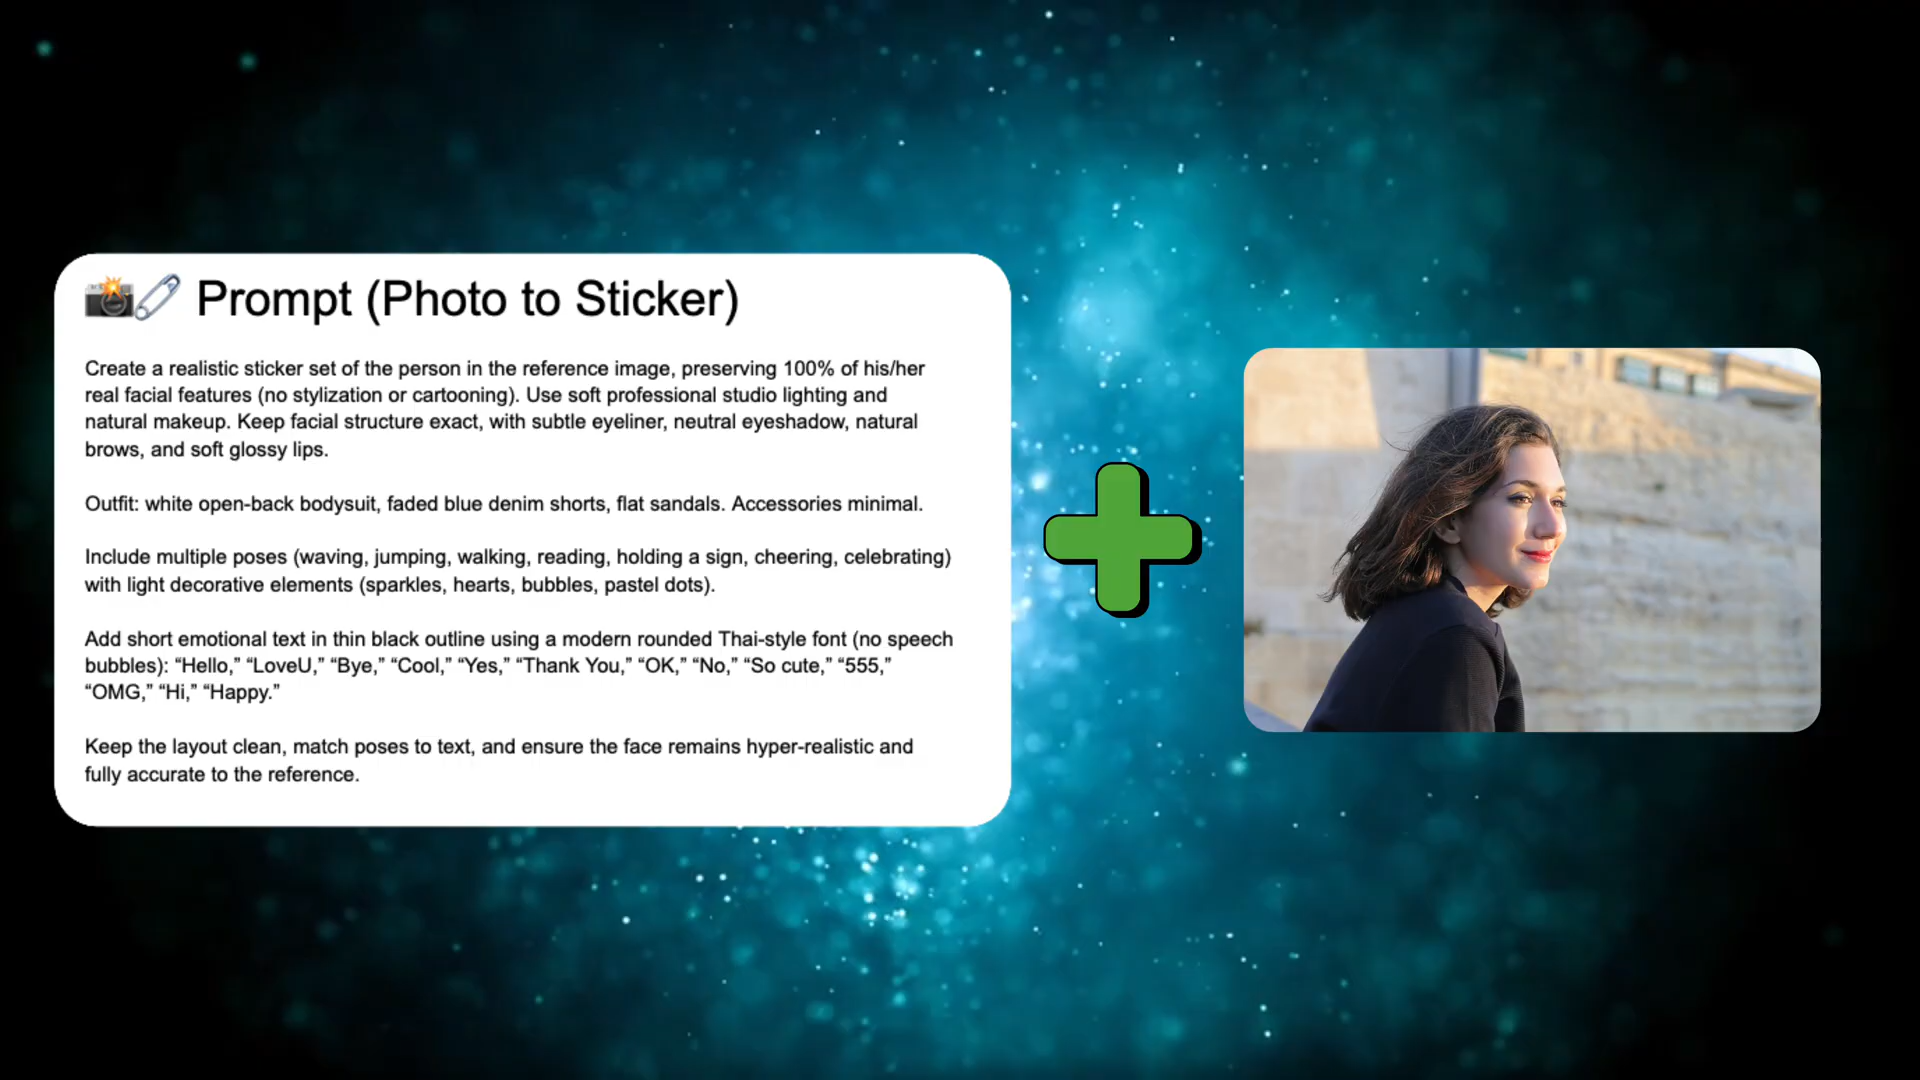 Prompt (Photo to Sticker)
Create a realistic sticker set of the person in the reference image, preserving 100% of his/her
real facial features (no stylization or cartooning). Use soft professional studio lighting and
natural makeup. Keep facial structure exact, with subtle eyeliner, neutral eyeshadow, natural
brows, and soft glossy lips.
Outfit: white open-back bodysuit, faded blue denim shorts, flat sandals. Accessories minimal.
Include multiple poses (waving, jumping, walking, reading, holding a sign, cheering, celebrating)
with light decorative elements (sparkles, hearts, bubbles, pastel dots).
Add short emotional text in thin black outline using a modern rounded Thai-style font (no speech
bubbles): “Hello,” “LoveU,” “Bye,” “Cool,” “Yes,” “Thank You,” “OK,” “No,” “So cute,” “555,”
“OMG,” “Hi,” “Happy.”
Keep the layout clean, match poses to text, and ensure the face remains hyper-realistic and
fully accurate to the reference.